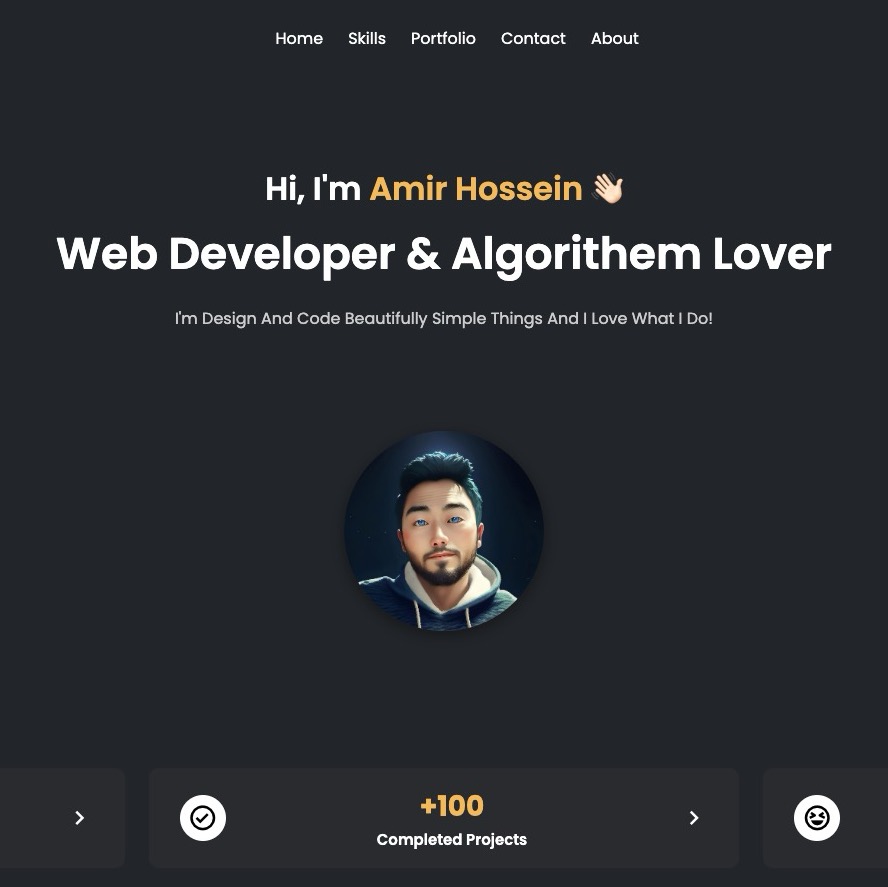 Home Skills Portfolio Contact About
Hi, I'm Amir Hossein 👋🏻
Web Developer & Algorithem Lover
I'm Design And Code Beautifully Simple Things And I Love What I Do!
+100
Completed Projects